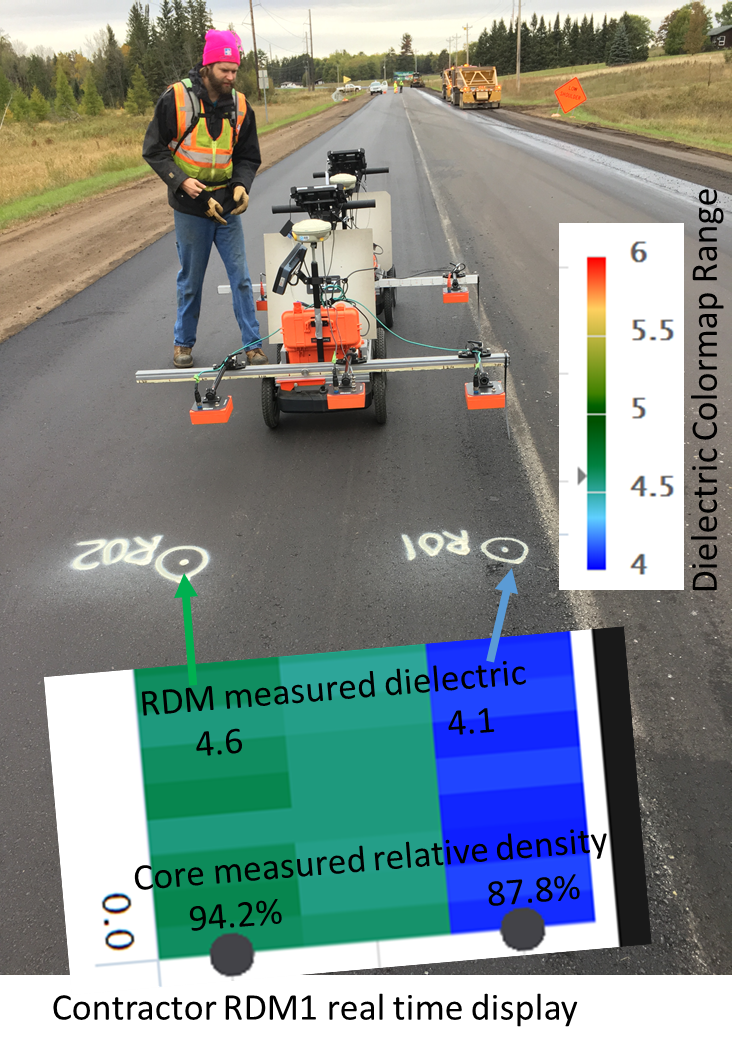 6
5.5
5
4.5
4
Dielectric Colormap Range
RO2
RO1
RDM measured dielectric
4.6
4.1
Core measured relative density
94.2%
87.8%
0.0
Contractor RDM1 real time display